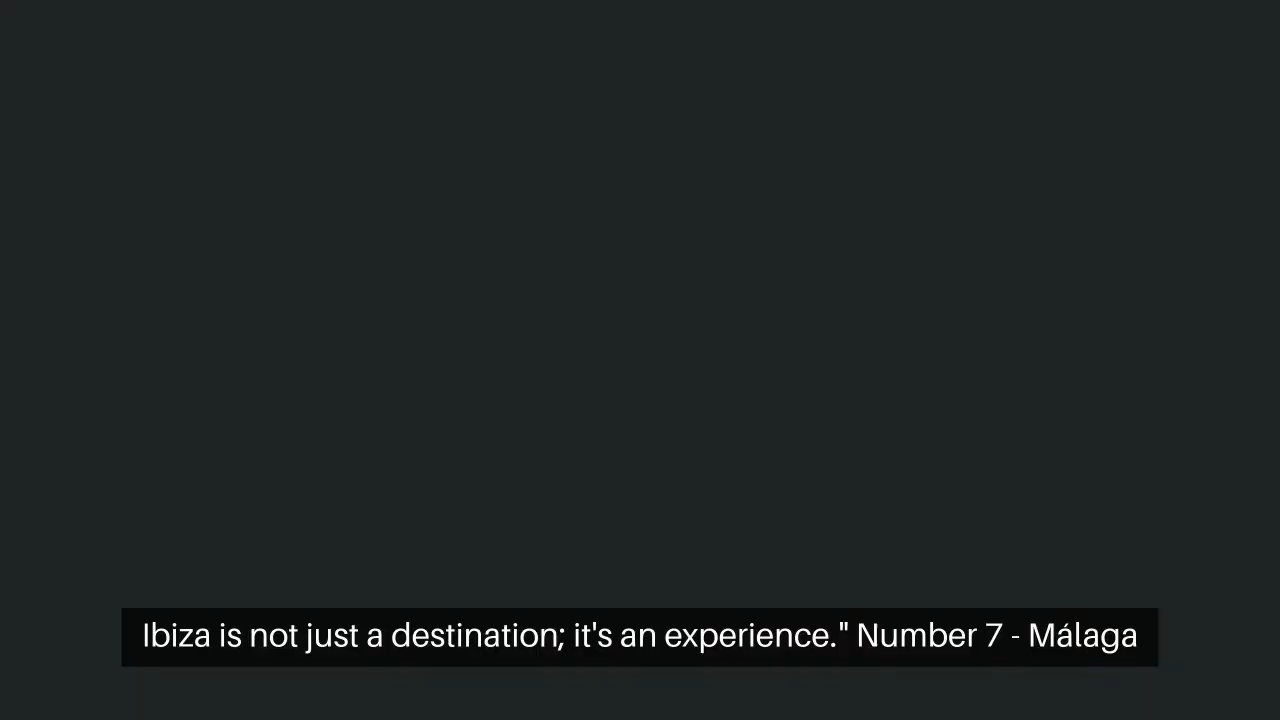 Ibiza is not just a destination; it's an experience." Number 7 - Málaga